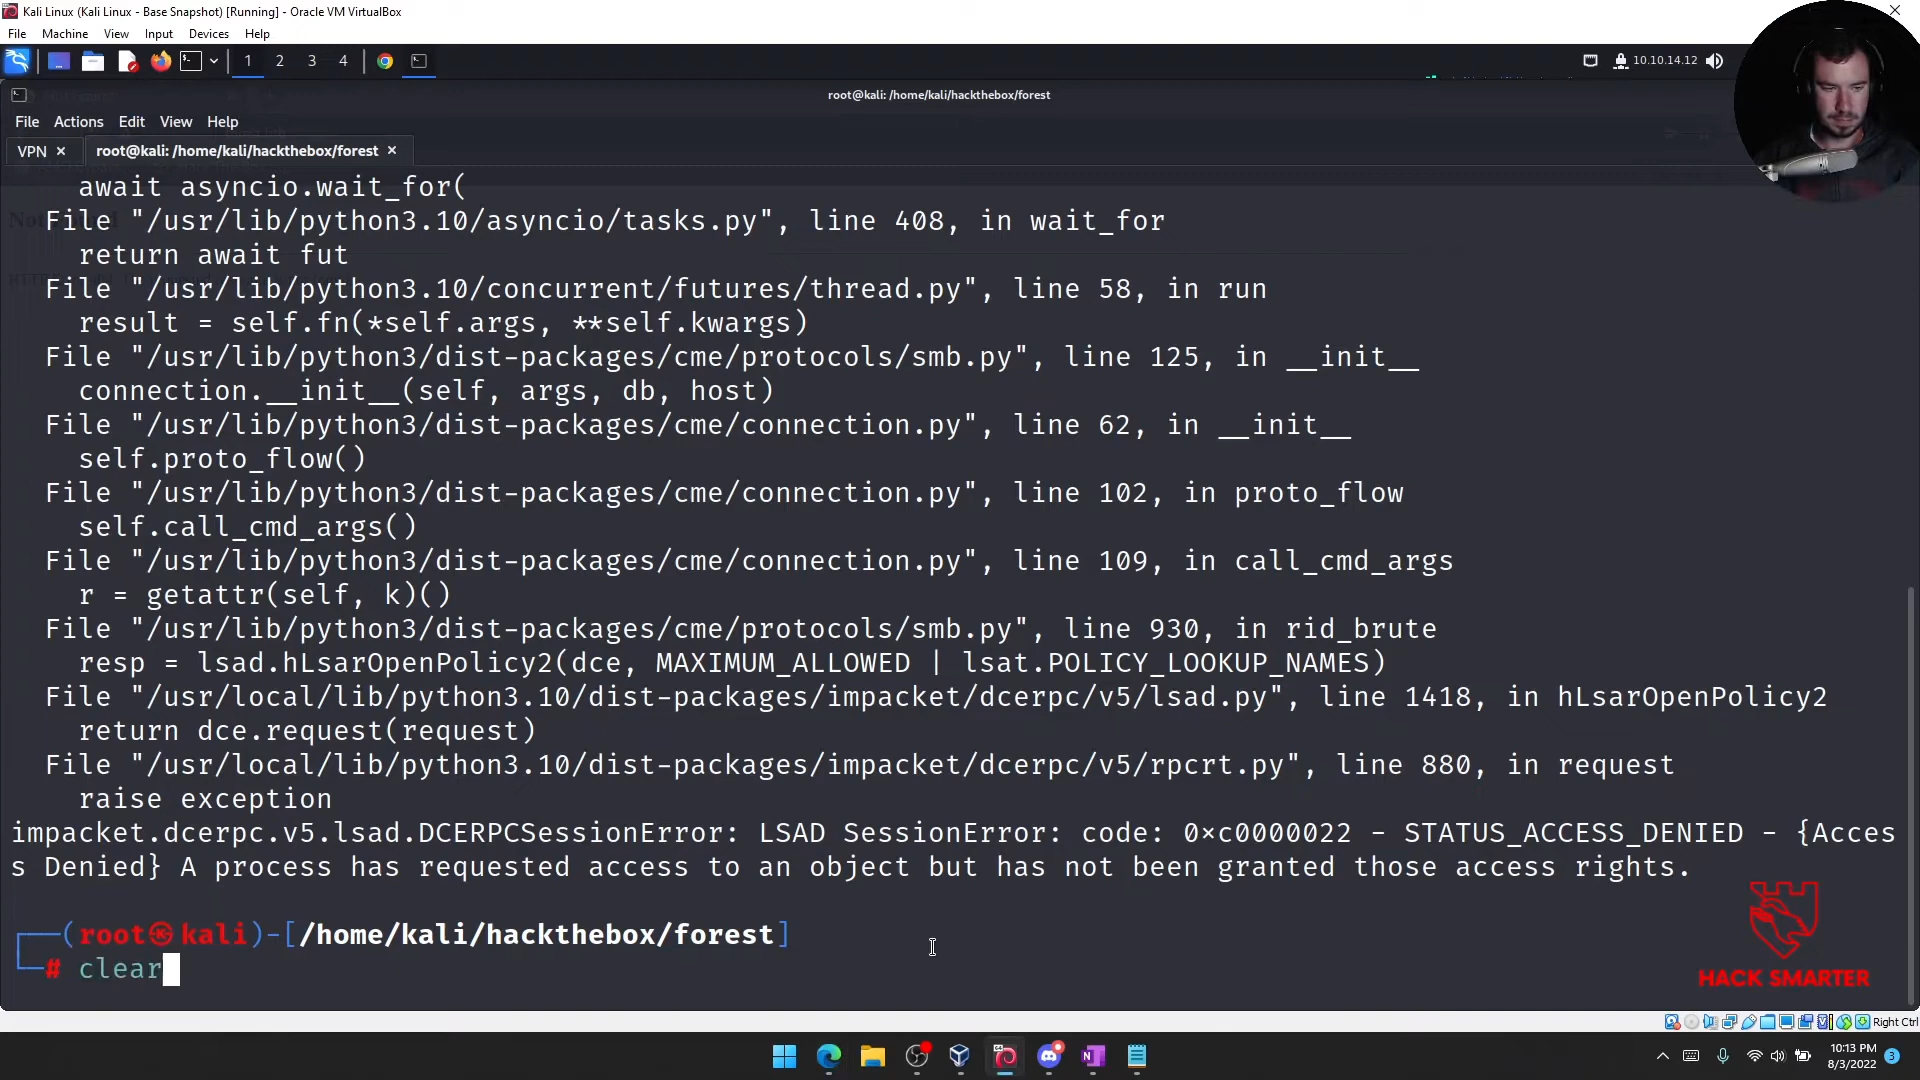 Kali Linux (Kali Linux - Base Snapshot) [Running] - Oracle VM VirtualBox
File Machine View Input Devices Help
1 2 3 4
10.10.14.12
root@kali: /home/kali/hackthebox/forest
File Actions Edit View Help
VPN × root@kali: /home/kali/hackthebox/forest ×
await asyncio.wait_for(
File "/usr/lib/python3.10/asyncio/tasks.py", line 408, in wait_for
return await fut
File "/usr/lib/python3.10/concurrent/futures/thread.py", line 58, in run
result = self.fn(*self.args, **self.kwargs)
File "/usr/lib/python3/dist-packages/cme/protocols/smb.py", line 125, in __init__
connection.__init__(self, args, db, host)
File "/usr/lib/python3/dist-packages/cme/connection.py", line 62, in __init__
self.proto_flow()
File "/usr/lib/python3/dist-packages/cme/connection.py", line 102, in proto_flow
self.call_cmd_args()
File "/usr/lib/python3/dist-packages/cme/connection.py", line 109, in call_cmd_args
r = getattr(self, k)()
File "/usr/lib/python3/dist-packages/cme/protocols/smb.py", line 930, in rid_brute
resp = lsad.hLsarOpenPolicy2(dce, MAXIMUM_ALLOWED | lsat.POLICY_LOOKUP_NAMES)
File "/usr/local/lib/python3.10/dist-packages/impacket/dcerpc/v5/lsad.py", line 1418, in hLsarOpenPolicy2
return dce.request(request)
File "/usr/local/lib/python3.10/dist-packages/impacket/dcerpc/v5/rpcrt.py", line 880, in request
raise exception
impacket.dcerpc.v5.lsad.DCERPCSessionError: LSAD SessionError: code: 0×c0000022 - STATUS_ACCESS_DENIED - {Acces
s Denied} A process has requested access to an object but has not been granted those access rights.
(root㉿kali)-[/home/kali/hackthebox/forest]
# clear
HACK SMARTER
Right Ctrl
10:13 PM
8/3/2022
3